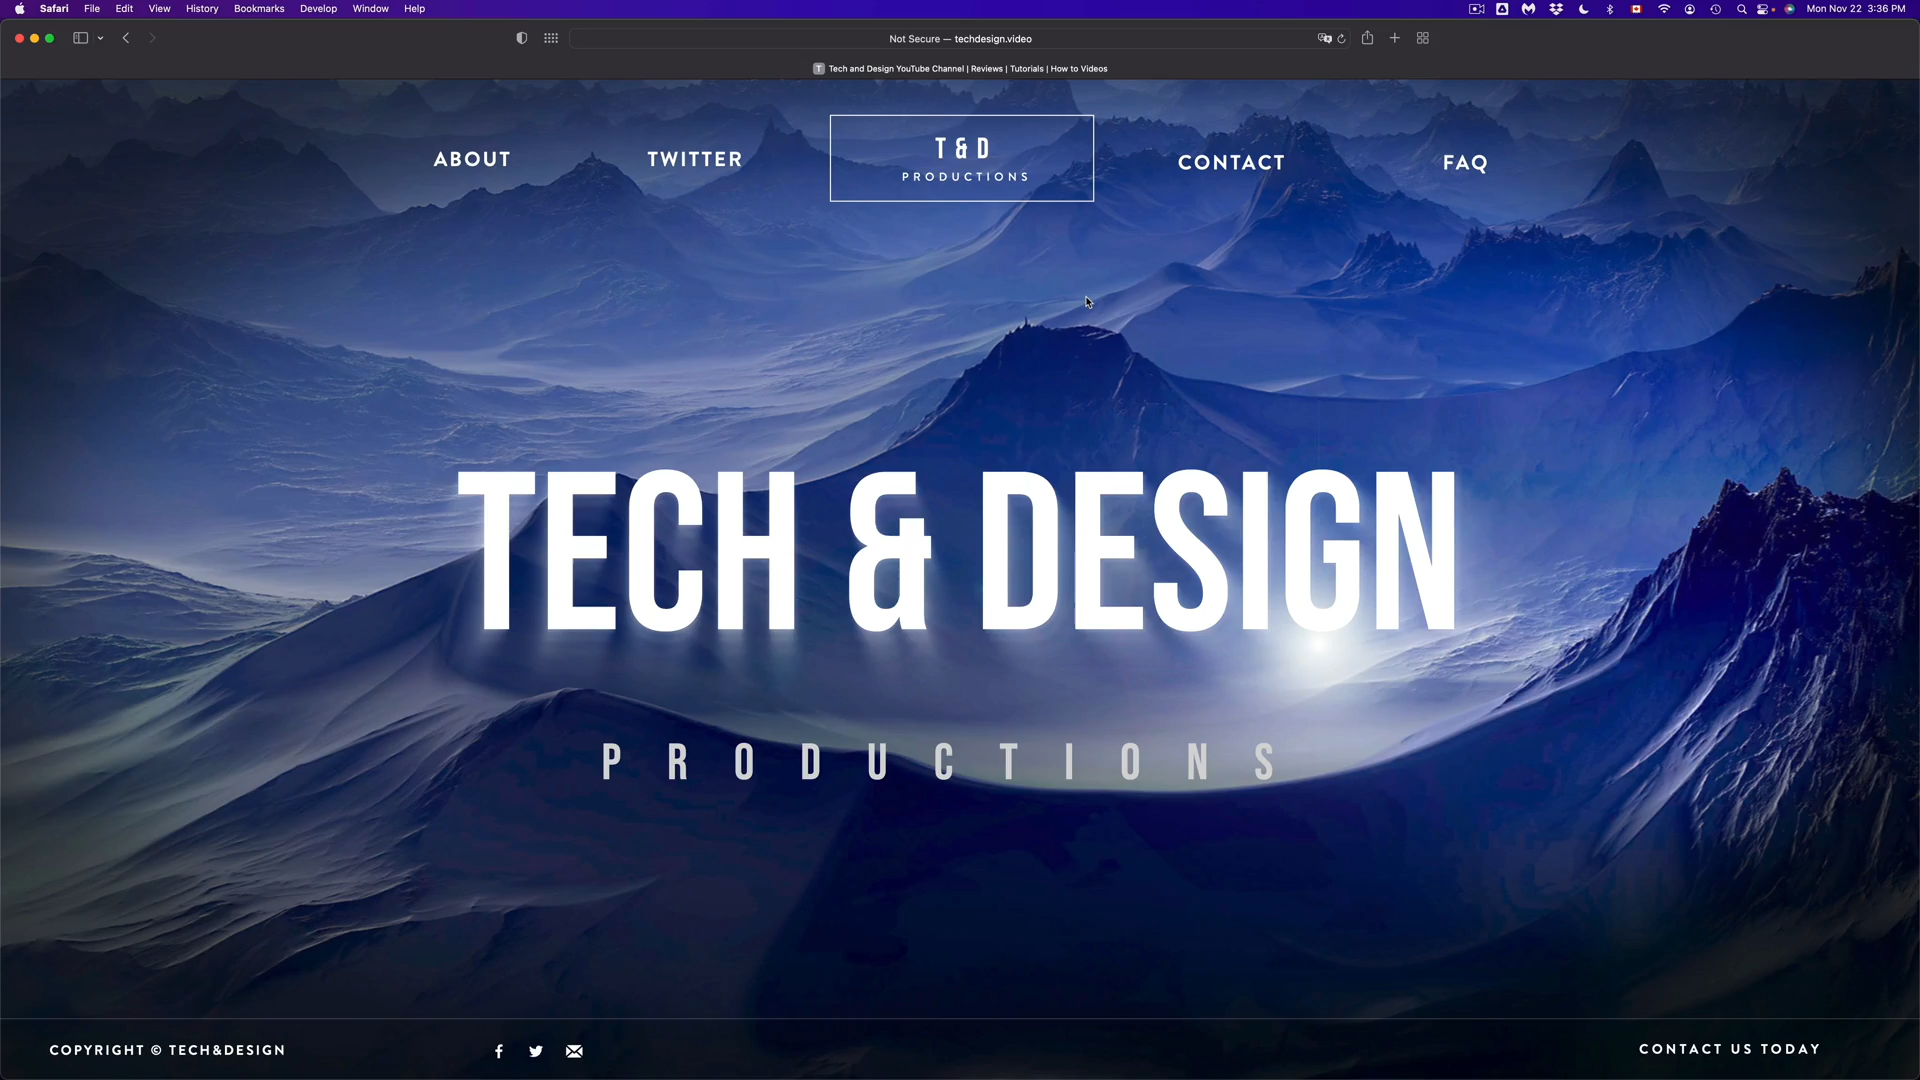 Safari File Edit View History Bookmarks Develop Window Help Mon Nov 22 3:36 PM
Not Secure — techdesign.video
T Tech and Design YouTube Channel | Reviews | Tutorials | How to Videos
ABOUT TWITTER T & D CONTACT FAQ
PRODUCTIONS
TECH & DESIGN
PRODUCTIONS
COPYRIGHT © TECH&DESIGN CONTACT US TODAY